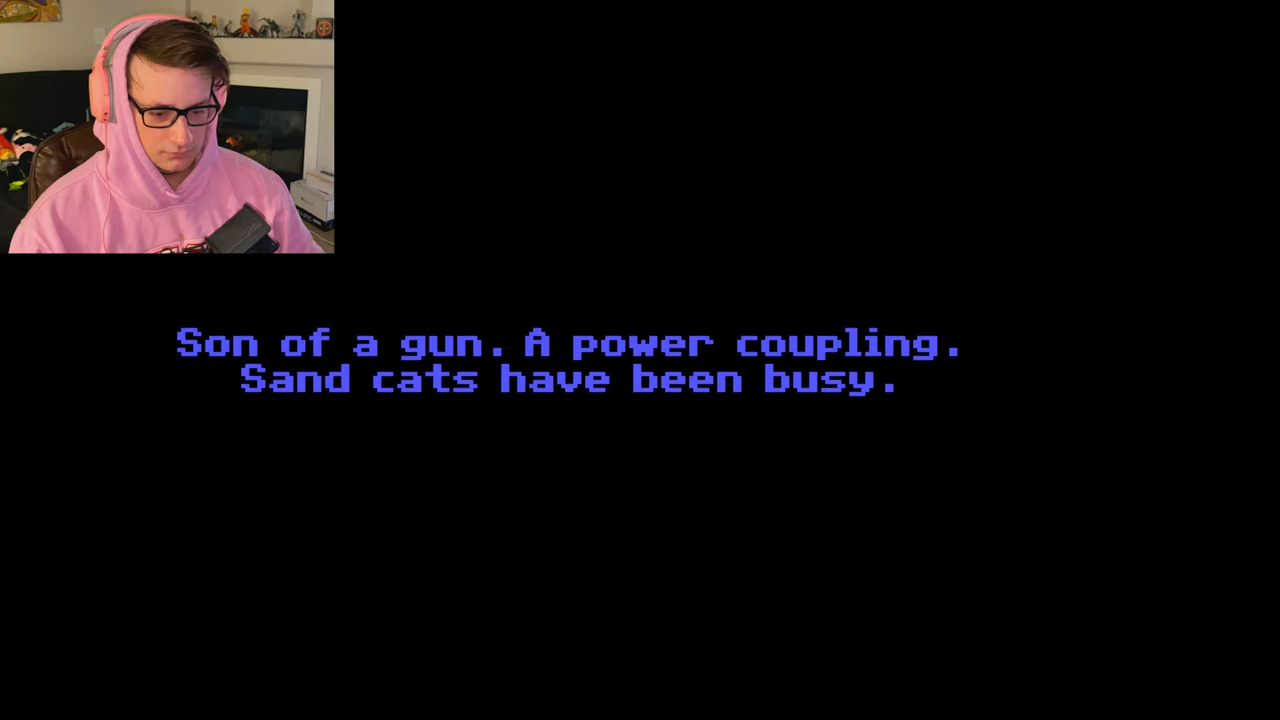 Son of a gun. A power coupling.
Sand cats have been busy.